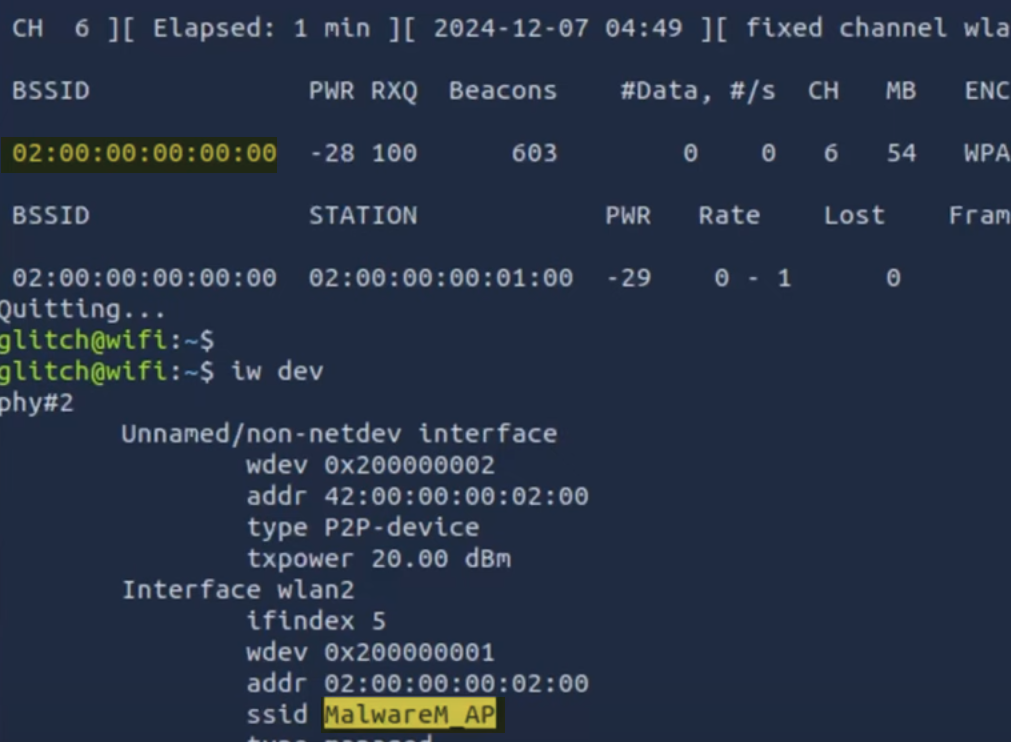 CH 6 ][ Elapsed: 1 min ][ 2024-12-07 04:49 ][ fixed channel wla
BSSID PWR RXQ Beacons #Data, #/s CH MB ENC
02:00:00:00:00:00 -28 100 603 0 0 6 54 WPA
BSSID STATION PWR Rate Lost Fram
02:00:00:00:00:00 02:00:00:00:01:00 -29 0 - 1 0
Quitting...
glitch@wifi:~$
glitch@wifi:~$ iw dev
phy#2
Unnamed/non-netdev interface
wdev 0x200000002
addr 42:00:00:00:02:00
type P2P-device
txpower 20.00 dBm
Interface wlan2
ifindex 5
wdev 0x200000001
addr 02:00:00:00:02:00
ssid MalwareM_AP
type managed